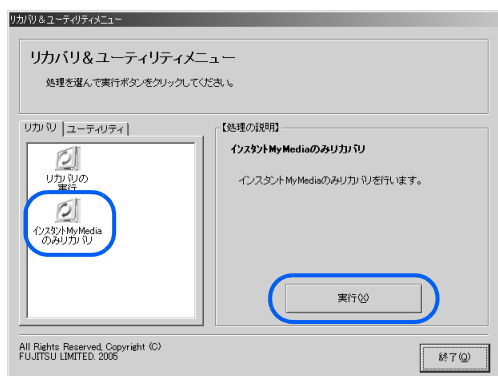 リカバリ&ユーティリティメニュー
リカバリ&ユーティリティメニュー
処理を選んで実行ボタンをクリックしてください。
リカバリ
ユーティリティ
リカバリの
実行
インスタントMyMedia
のみリカバリ
【処理の説明】
インスタントMyMediaのみリカバリ
インスタントMyMediaのみリカバリを行います。
実行(X)
All Rights Reserved, Copyright (C)
FUJITSU LIMITED. 2005
終了(Q)